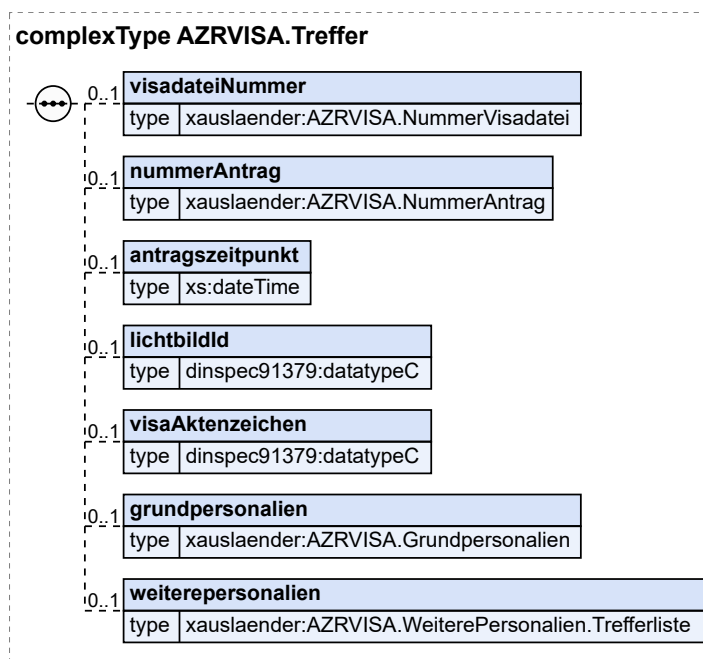 complexType AZRVISA.Treffer
0..1 visadateiNummer
type xauslaender:AZRVISA.NummerVisadatei
0..1 nummerAntrag
type xauslaender:AZRVISA.NummerAntrag
0..1 antragszeitpunkt
type xs:dateTime
0..1 lichtbildId
type dinspec91379:datatypeC
0..1 visaAktenzeichen
type dinspec91379:datatypeC
0..1 grundpersonalien
type xauslaender:AZRVISA.Grundpersonalien
0..1 weiterepersonalien
type xauslaender:AZRVISA.WeiterePersonalien.Trefferliste